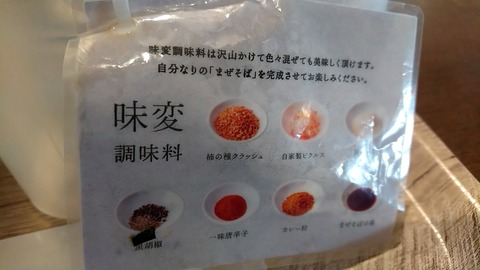 味変調味料は沢山かけて色々混ぜても美味しく頂けます。
自分なりの「まぜそば」を完成させてお楽しみください。
味変
調味料
柿の種クラッシュ
自家製ピクルス
黒胡椒
一味唐辛子
カレー粉
まぜそばの酢